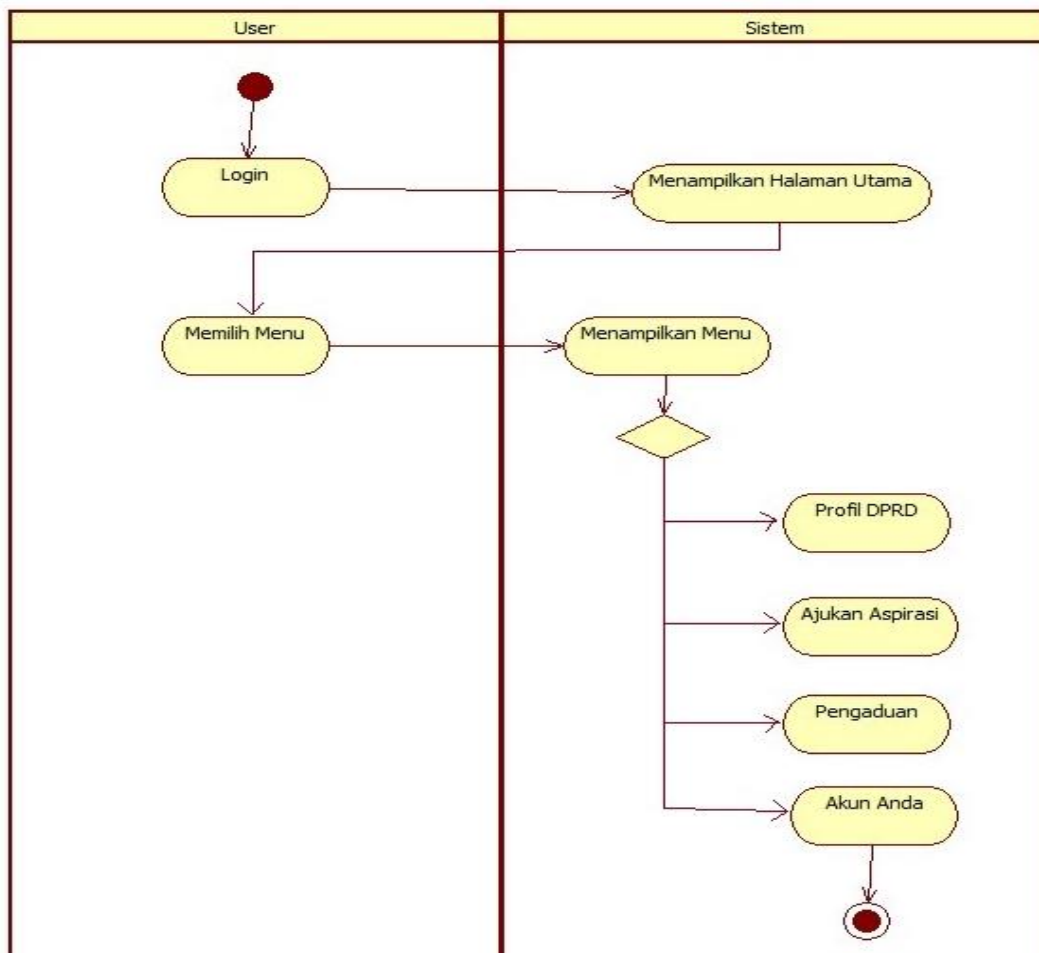 User
Sistem
Login
Menampilkan Halaman Utama
Memilih Menu
Menampilkan Menu
Profil DPRD
Ajukan Aspirasi
Pengaduan
Akun Anda